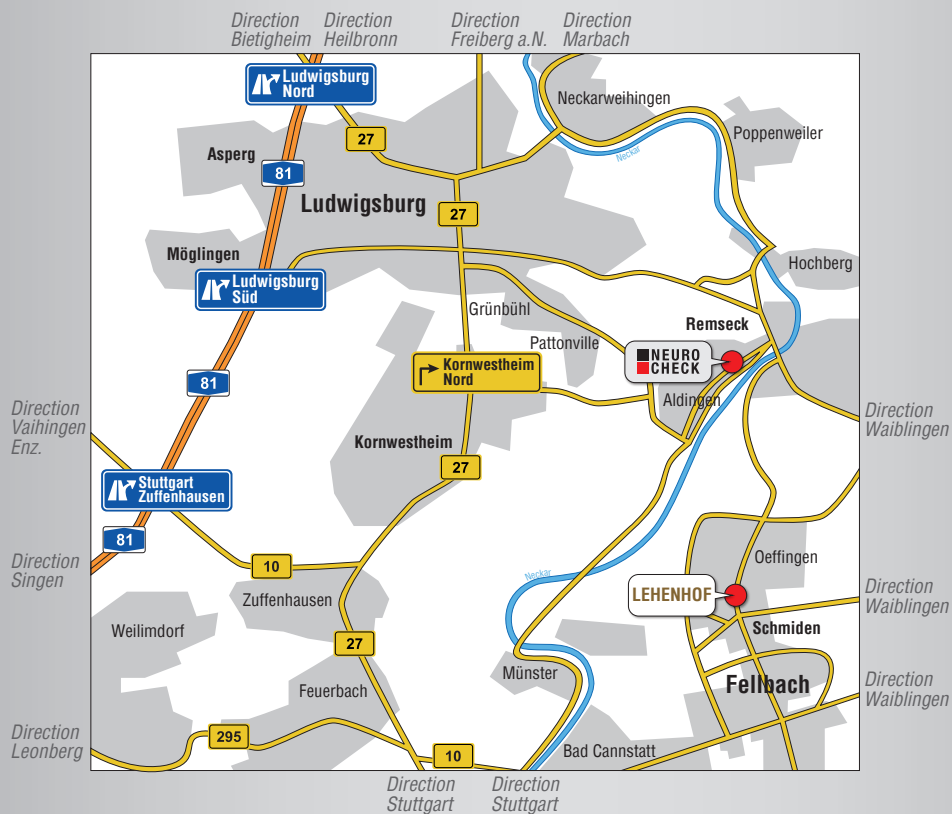 Direction
Bietigheim
Direction
Heilbronn
Direction
Freiberg a.N.
Direction
Marbach
Ludwigsburg
Nord
Neckarweihingen
Poppenweiler
27
Asperg
Neckar
81
Ludwigsburg
27
Möglingen
Hochberg
Ludwigsburg
Süd
Grünbühl
Remseck
Pattonville
NEURO
CHECK
Kornwestheim
Nord
81
Aldingen
Direction
Vaihingen
Enz.
Direction
Waiblingen
Kornwestheim
27
Stuttgart
Zuffenhausen
81
Direction
Singen
10
Oeffingen
Neckar
Zuffenhausen
LEHENHOF
Direction
Waiblingen
Weilimdorf
Schmiden
27
Münster
Feuerbach
Fellbach
Direction
Waiblingen
Direction
Leonberg
295
10
Bad Cannstatt
Direction
Stuttgart
Direction
Stuttgart